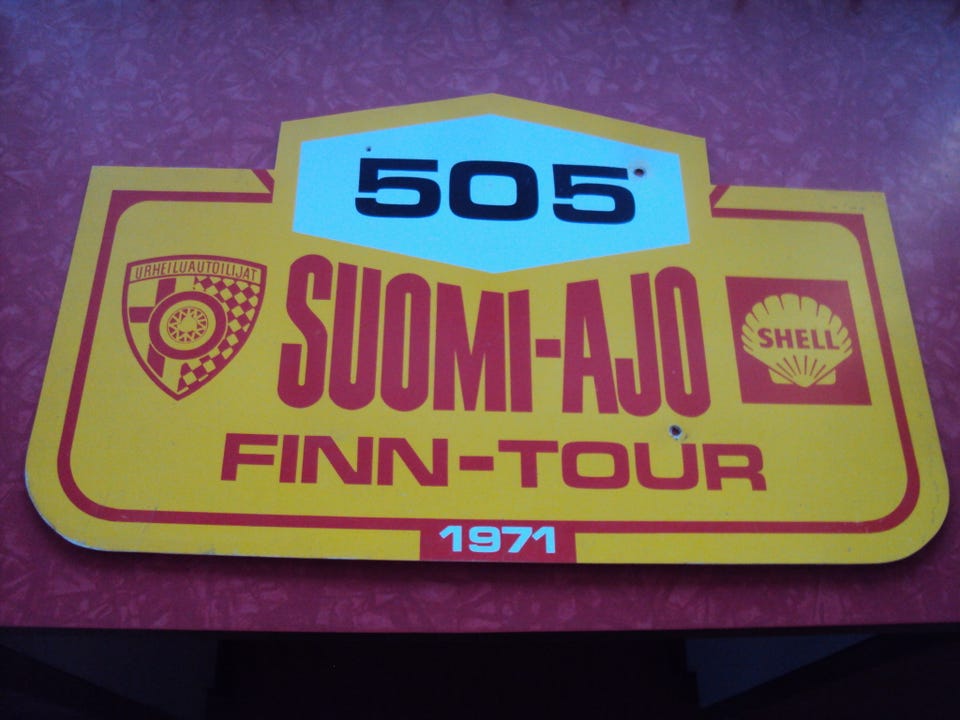 505
URHEILUAUTOILIJAT
SUOMI-AJO
SHELL
FINN-TOUR
1971